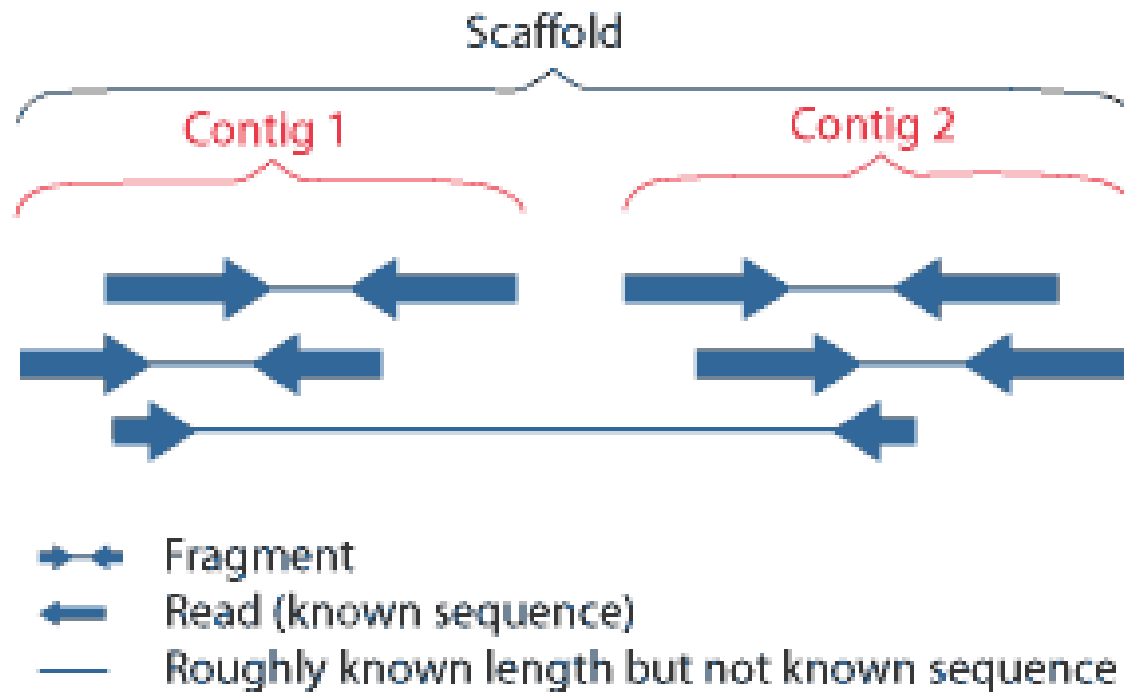 Scaffold
Contig 1
Contig 2
Fragment
Read (known sequence)
Roughly known length but not known sequence